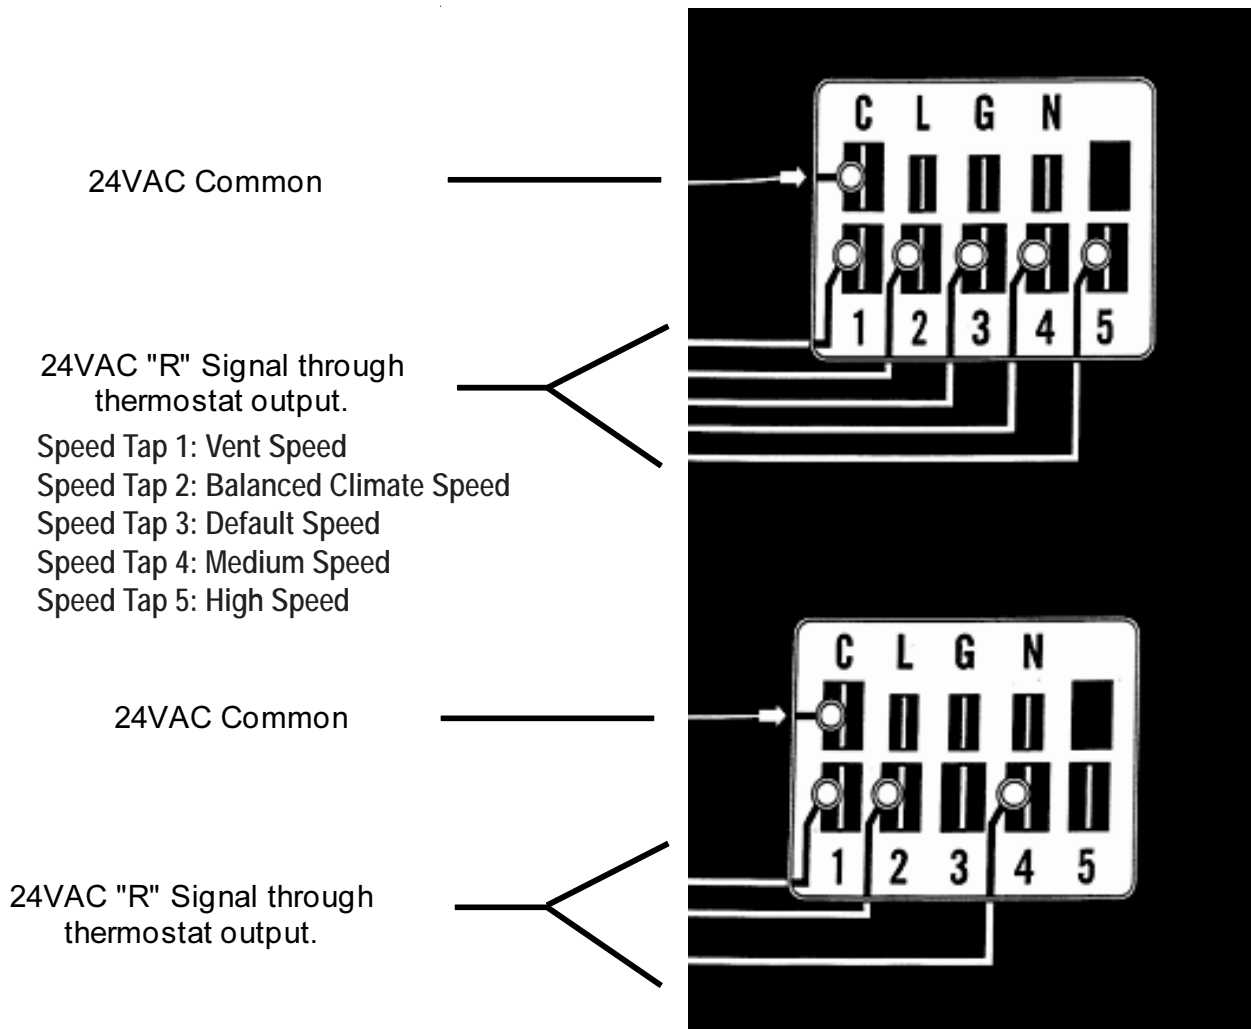 C L G N
24VAC Common
1 2 3 4 5
24VAC "R" Signal through
thermostat output.
Speed Tap 1: Vent Speed
Speed Tap 2: Balanced Climate Speed
Speed Tap 3: Default Speed
Speed Tap 4: Medium Speed
Speed Tap 5: High Speed
C L G N
24VAC Common
1 2 3 4 5
24VAC "R" Signal through
thermostat output.